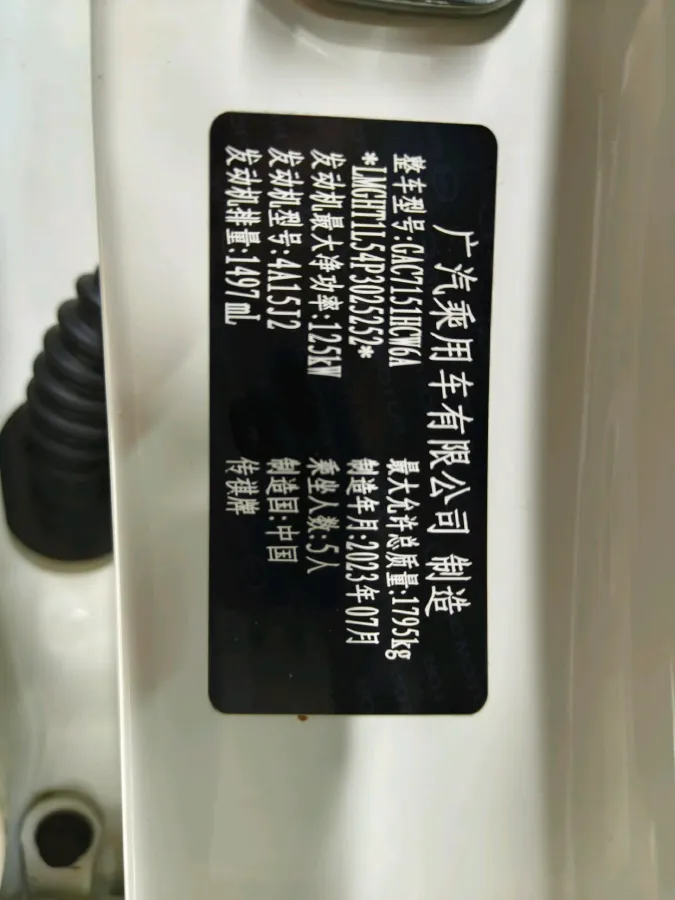 广汽乘用车有限公司 制造
整车型号:GAC7151HCW6A 最大允许总质量:1795kg
*LMGHT1L54P3025252* 制造年月:2023年07月
发动机最大净功率:125kW 乘坐人数:5人
发动机型号:4A15J2 制造国:中国
发动机排量:1497mL 传祺牌